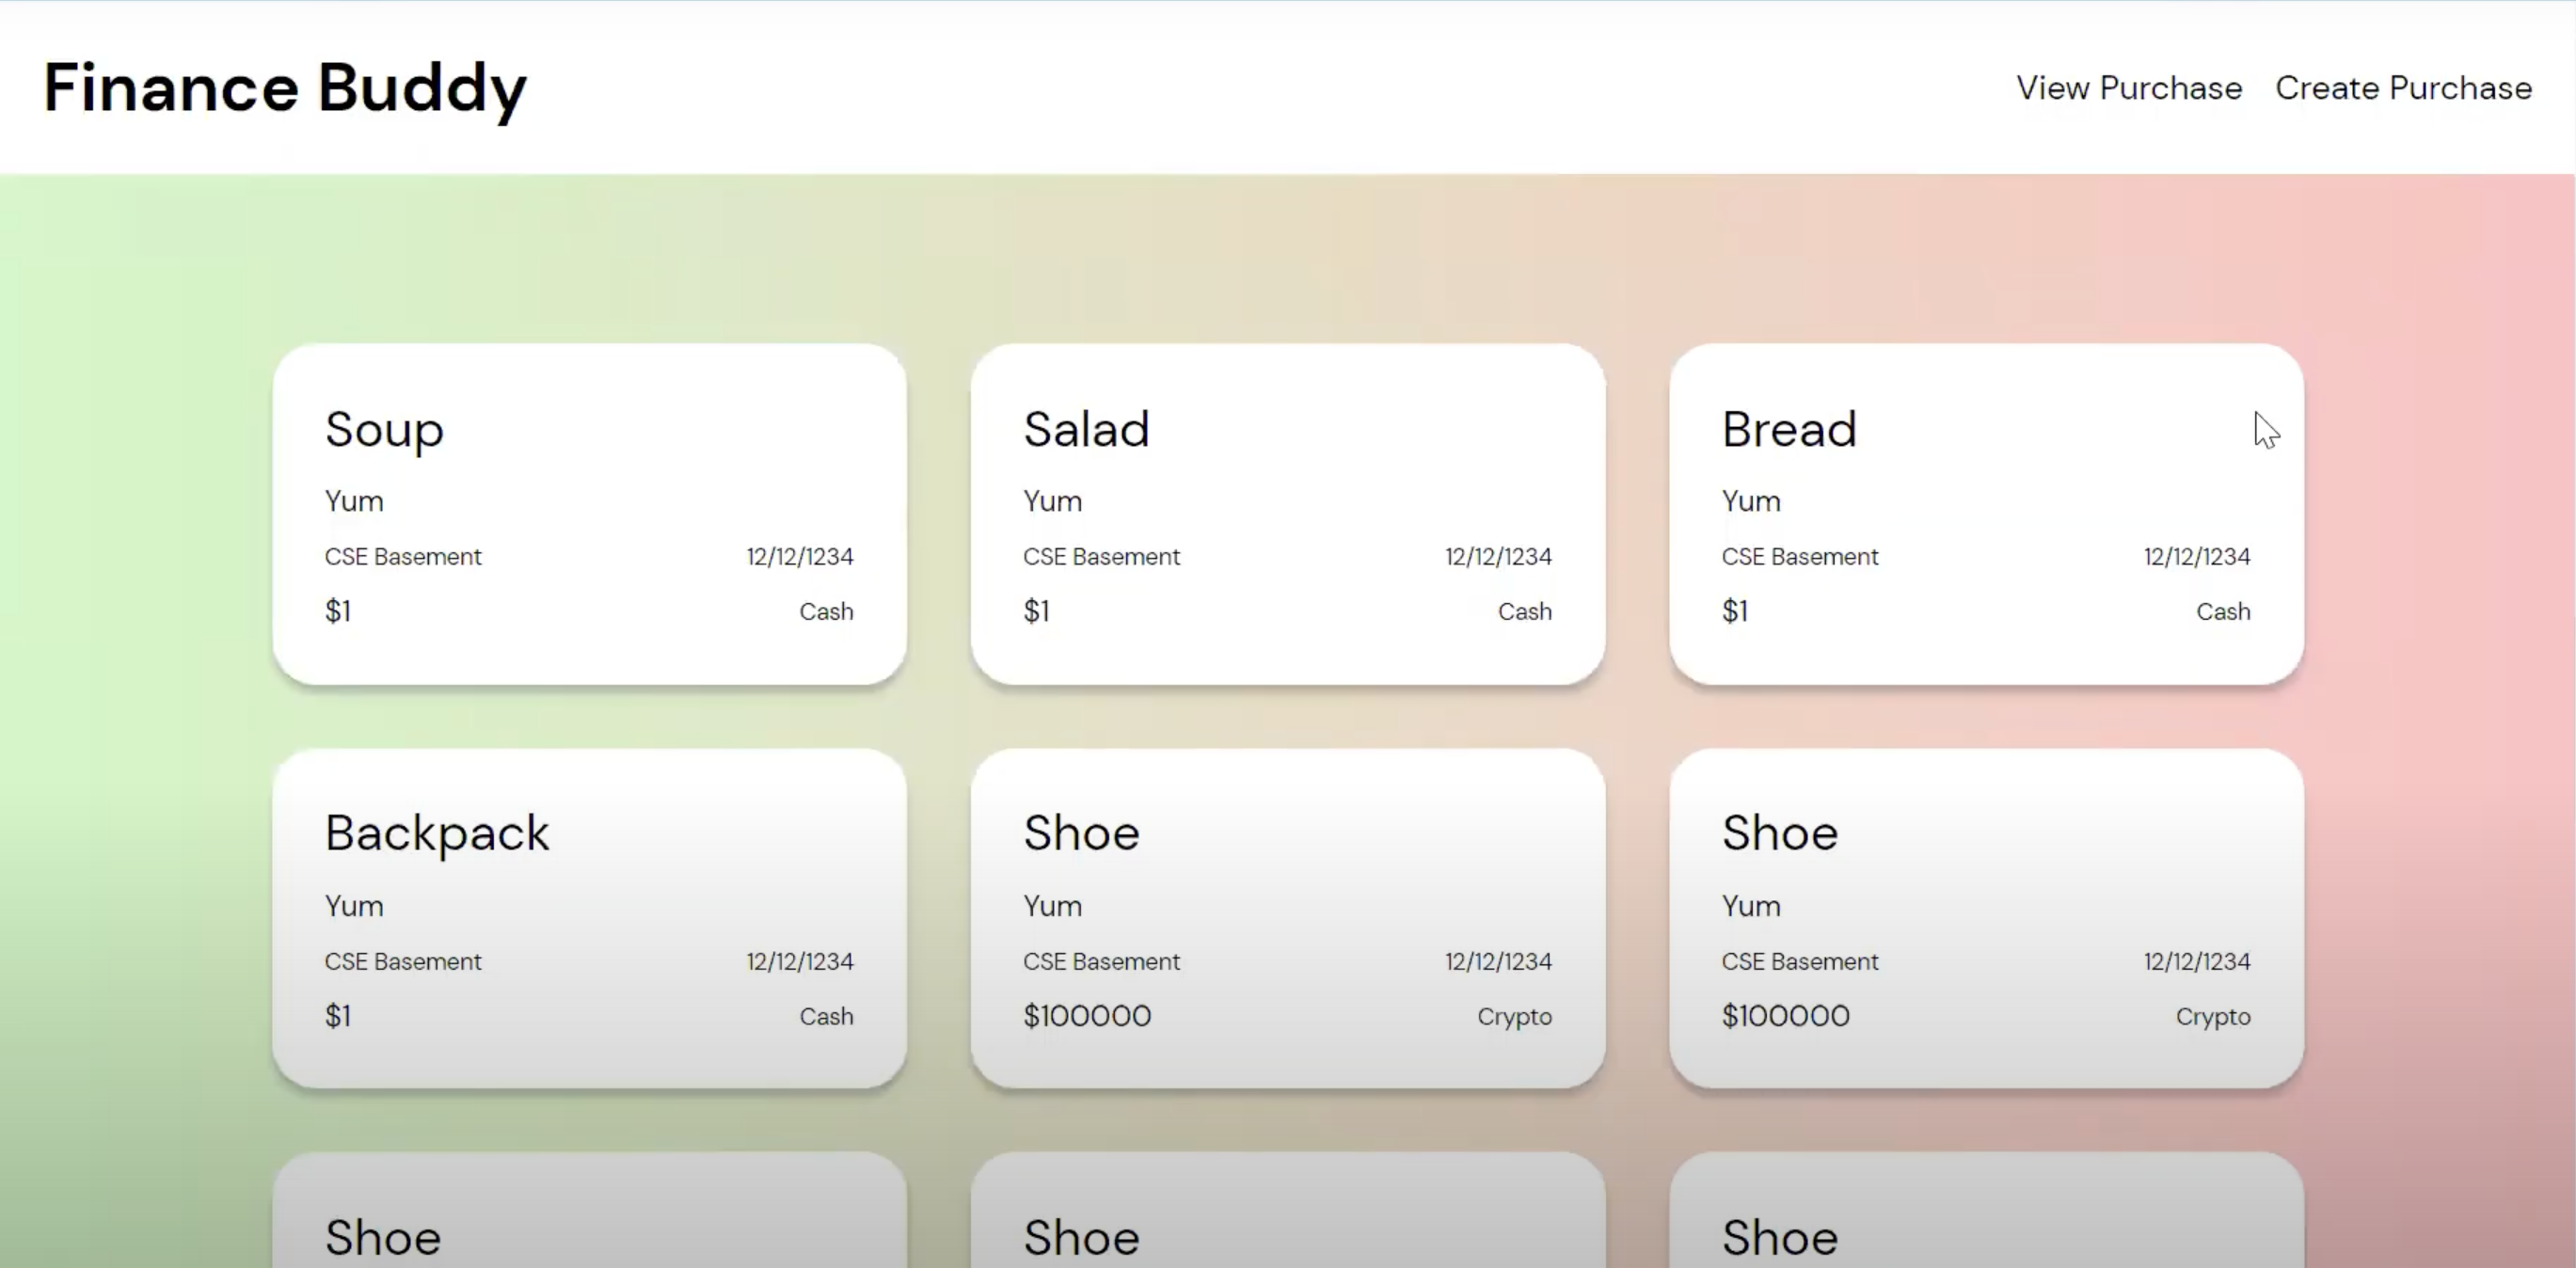 Finance Buddy
View Purchase Create Purchase
Soup
Yum
CSE Basement 12/12/1234
$1 Cash
Salad
Yum
CSE Basement 12/12/1234
$1 Cash
Bread
Yum
CSE Basement 12/12/1234
$1 Cash
Backpack
Yum
CSE Basement 12/12/1234
$1 Cash
Shoe
Yum
CSE Basement 12/12/1234
$100000 Crypto
Shoe
Yum
CSE Basement 12/12/1234
$100000 Crypto
Shoe
Shoe
Shoe